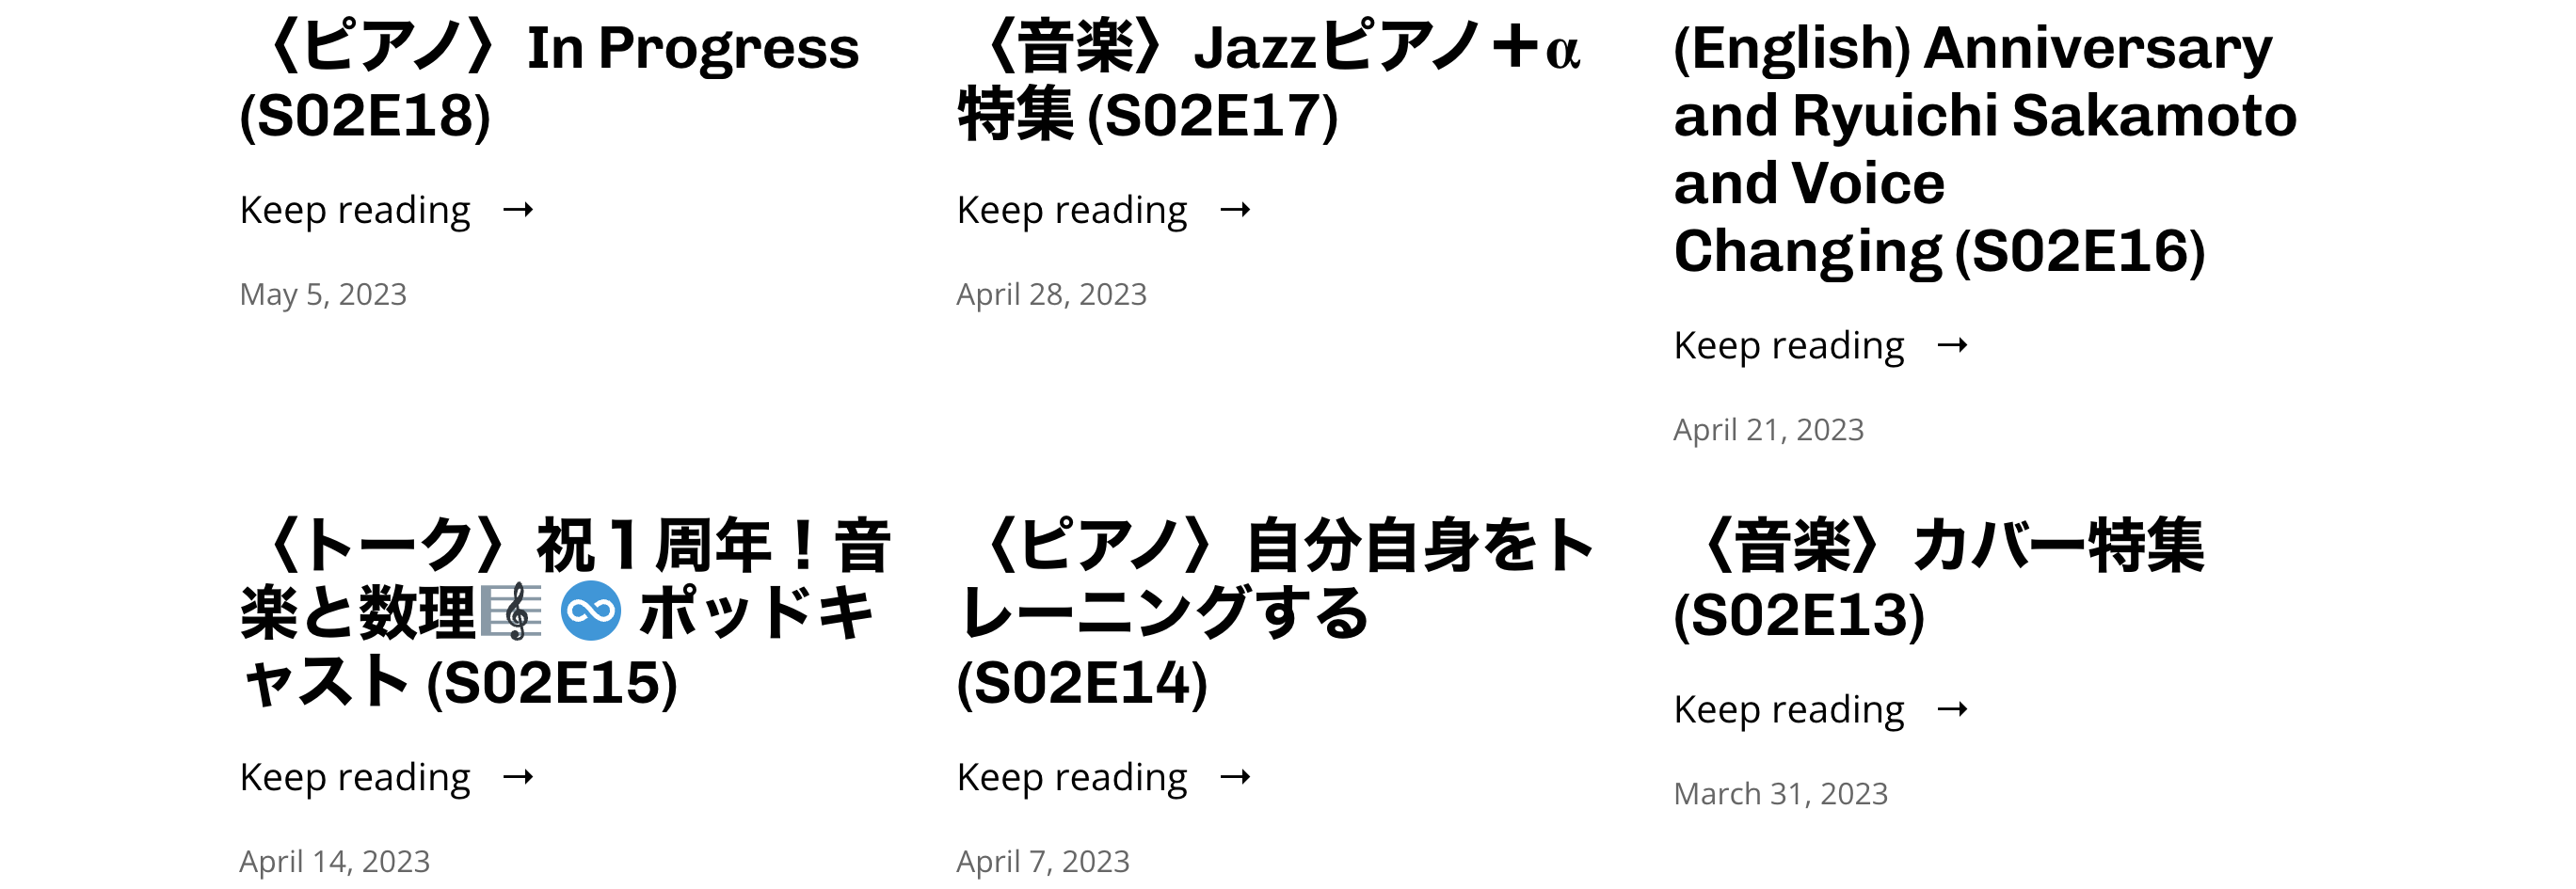 〈ピアノ〉In Progress
(S02E18)
Keep reading →
May 5, 2023
〈音楽〉Jazzピアノ＋α
特集 (S02E17)
Keep reading →
April 28, 2023
(English) Anniversary
and Ryuichi Sakamoto
and Voice
Changing (S02E16)
Keep reading →
April 21, 2023
〈トーク〉祝１周年！音
楽と数理🎼 ♾ ポッドキ
ャスト (S02E15)
Keep reading →
April 14, 2023
〈ピアノ〉自分自身をト
レーニングする
(S02E14)
Keep reading →
April 7, 2023
〈音楽〉カバー特集
(S02E13)
Keep reading →
March 31, 2023